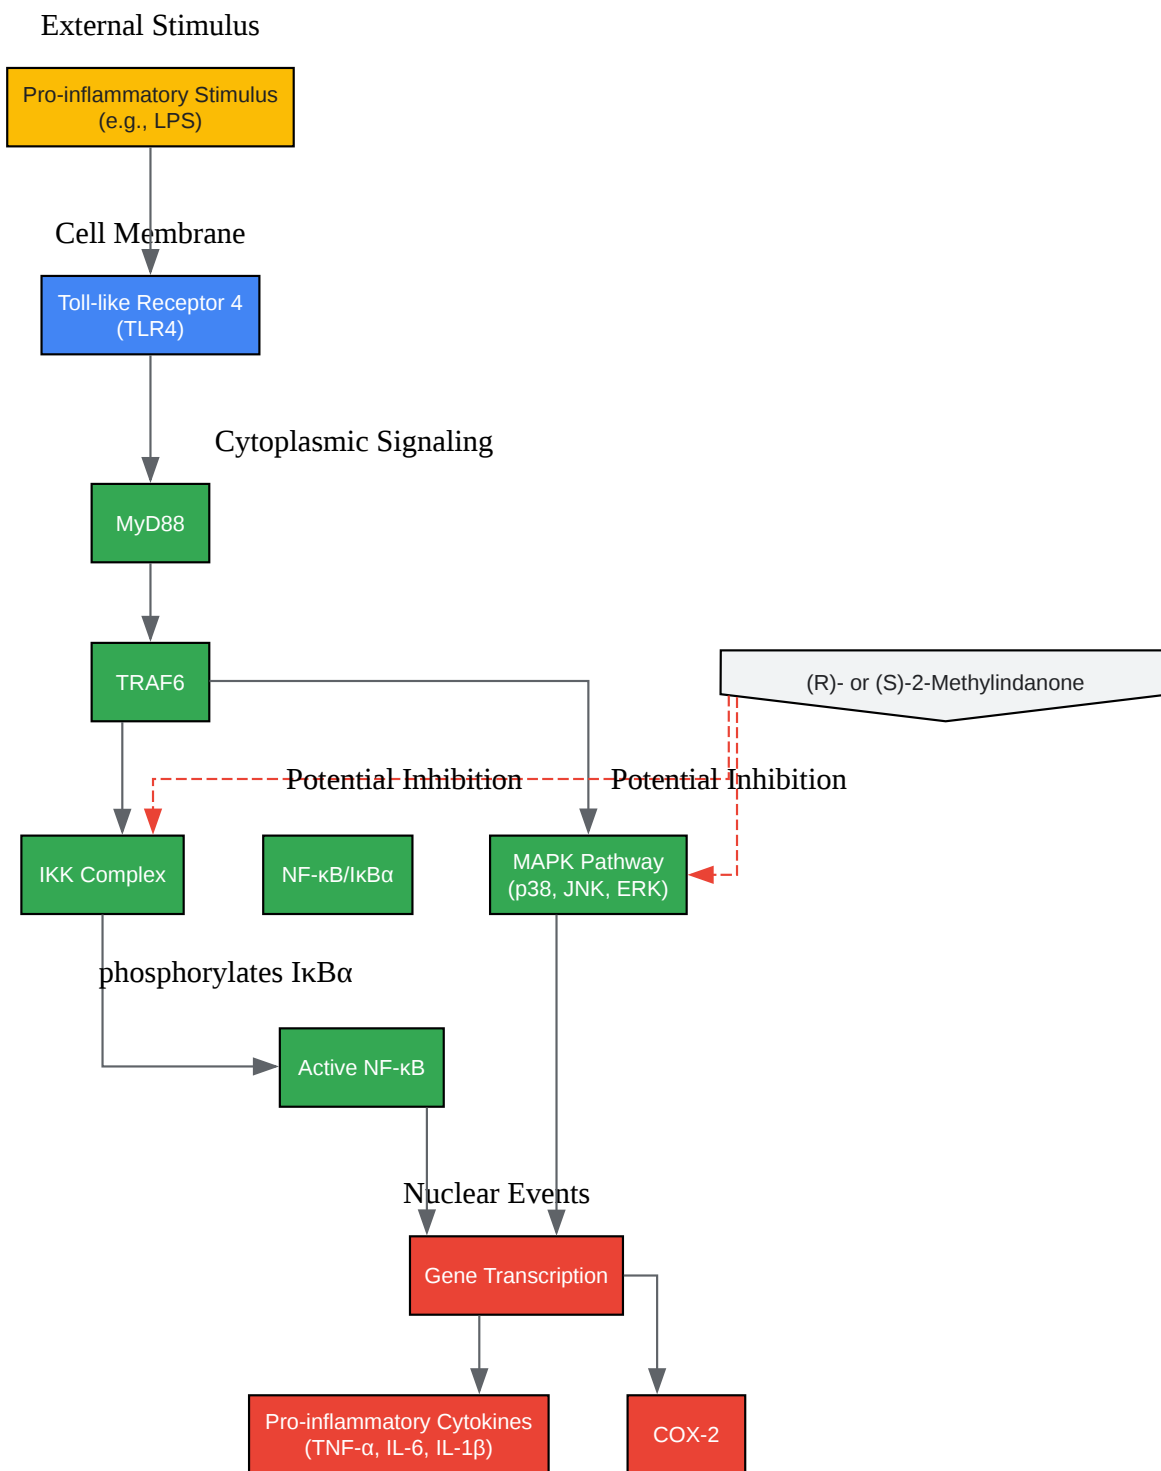 External Stimulus
Pro-inflammatory Stimulus
(e.g., LPS)
Cell Membrane
Toll-like Receptor 4
(TLR4)
Cytoplasmic Signaling
MyD88
TRAF6
(R)- or (S)-2-Methylindanone
Potential Inhibition
Potential Inhibition
IKK Complex
NF-κB/IκBα
MAPK Pathway
(p38, JNK, ERK)
phosphorylates IκBα
Active NF-κB
Nuclear Events
Gene Transcription
Pro-inflammatory Cytokines
(TNF-α, IL-6, IL-1β)
COX-2